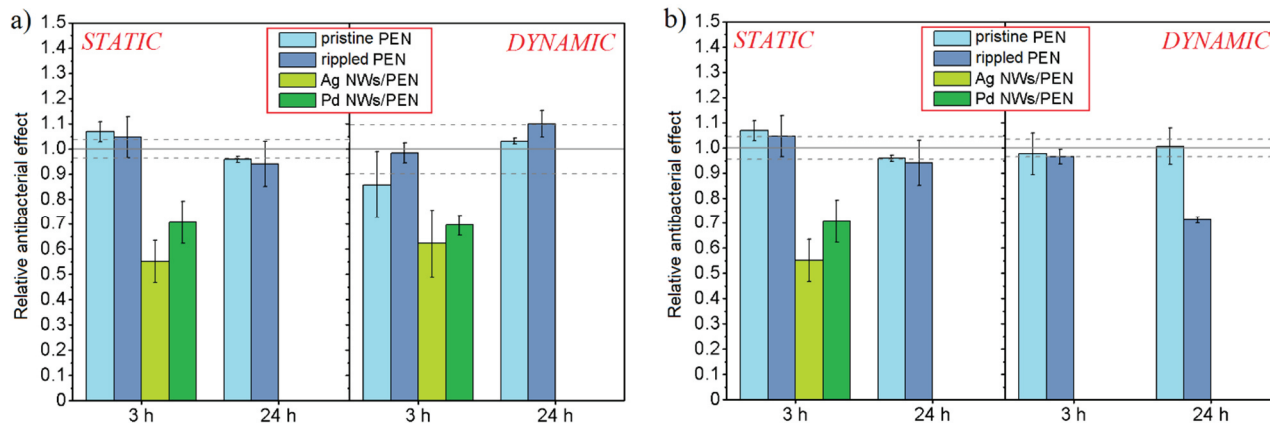 a)
STATIC
DYNAMIC
pristine PEN
rippled PEN
Ag NWs/PEN
Pd NWs/PEN
Relative antibacterial effect
1.5
1.4
1.3
1.2
1.1
1.0
0.9
0.8
0.7
0.6
0.5
0.4
0.3
0.2
0.1
0
3 h
24 h
3 h
24 h
b)
STATIC
DYNAMIC
pristine PEN
rippled PEN
Ag NWs/PEN
Pd NWs/PEN
Relative antibacterial effect
1.5
1.4
1.3
1.2
1.1
1.0
0.9
0.8
0.7
0.6
0.5
0.4
0.3
0.2
0.1
0
3 h
24 h
3 h
24 h